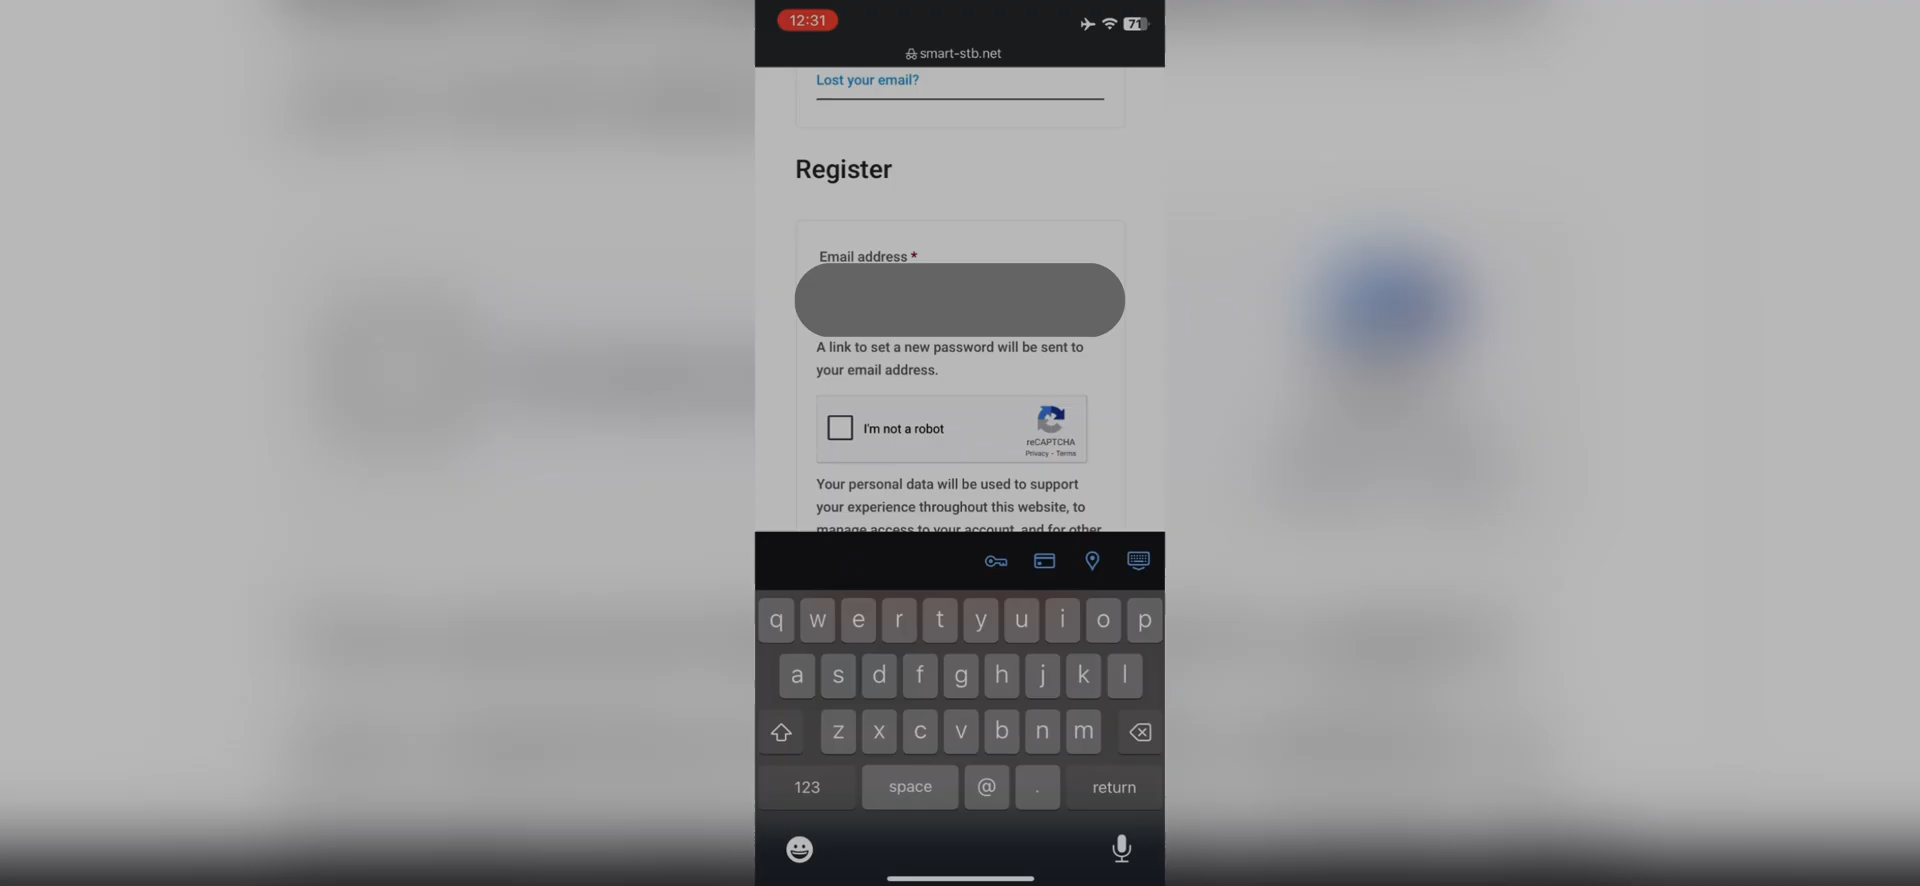 12:31
71
smart-stb.net
Lost your email?
Register
Email address *
A link to set a new password will be sent to
your email address.
I'm not a robot
reCAPTCHA
Privacy - Terms
Your personal data will be used to support
your experience throughout this website, to
manage access to your account, and for other
q w e r t y u i o p
a s d f g h j k l
z x c v b n m
123 space @ . return